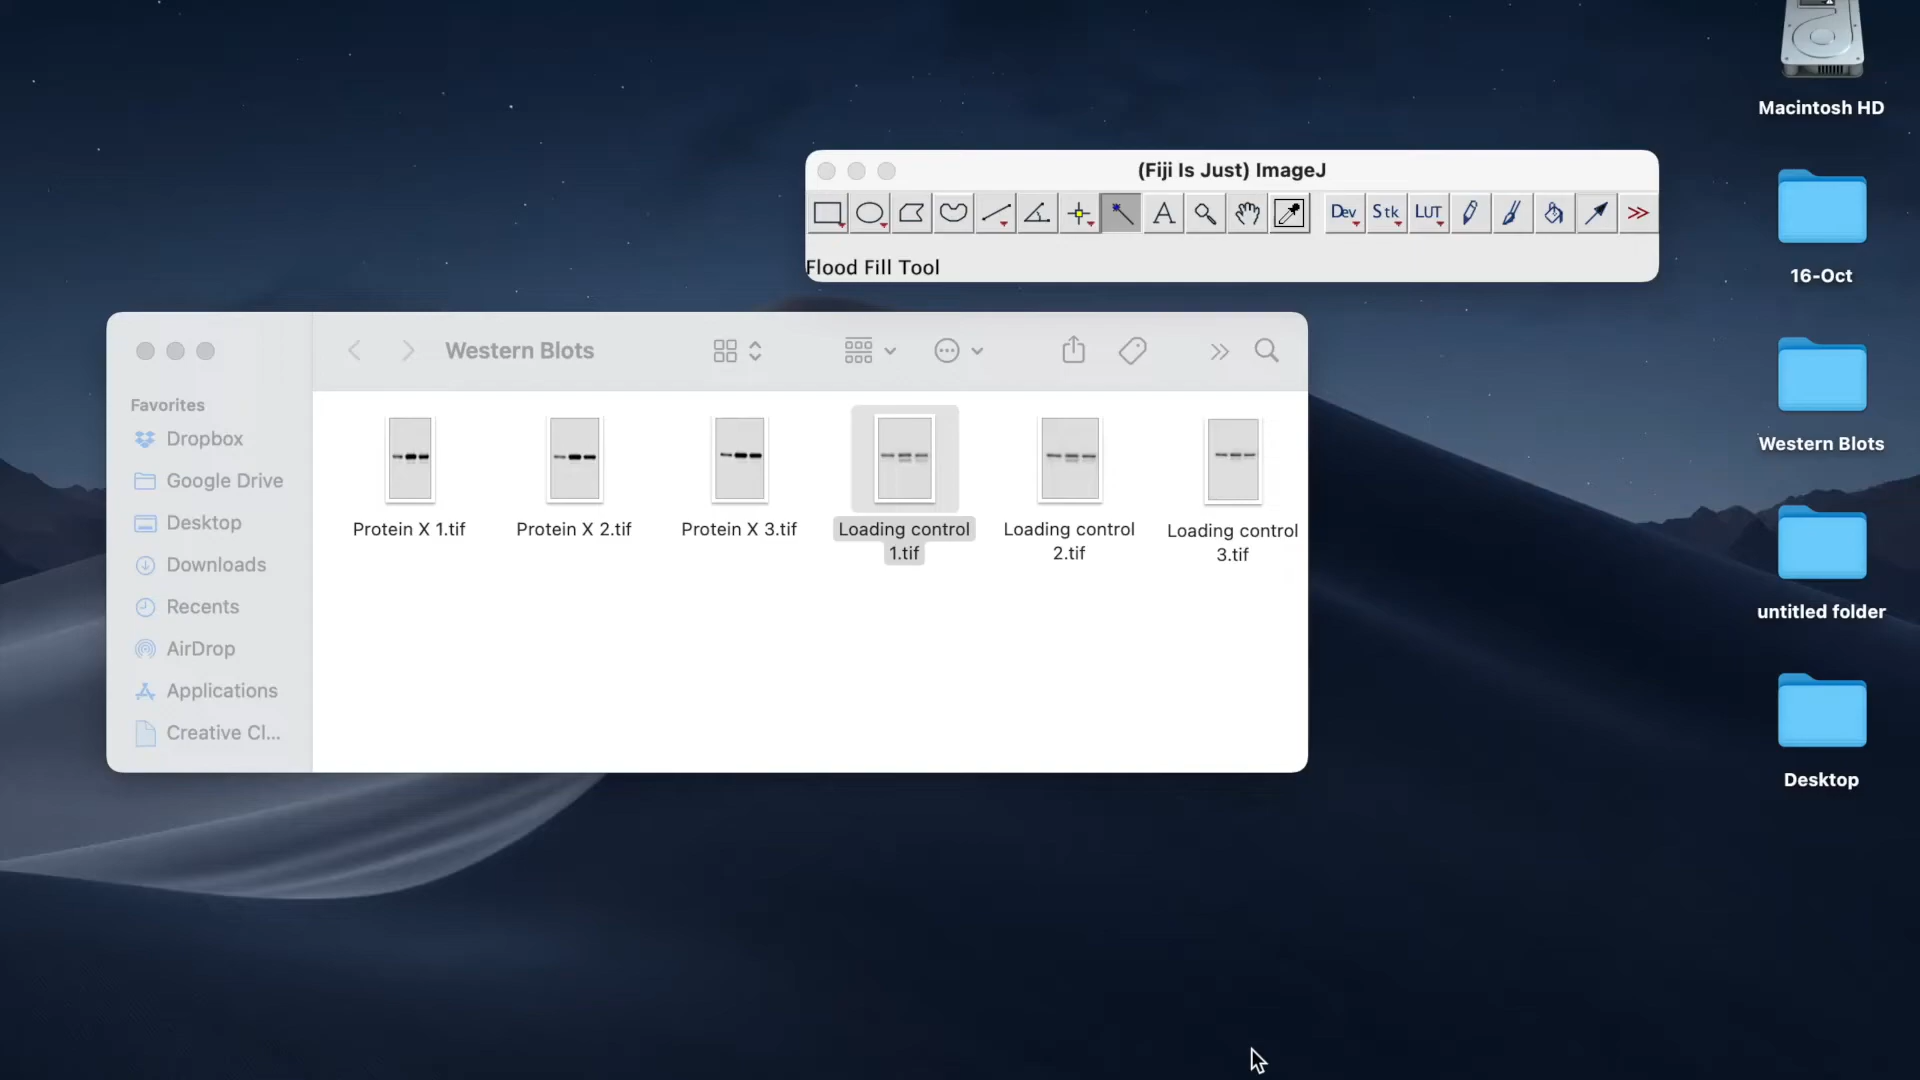 Macintosh HD
(Fiji Is Just) ImageJ
A
Dev
Stk
LUT
>>
Flood Fill Tool
16-Oct
Western Blots
Favorites
Dropbox
Google Drive
Desktop
Downloads
Recents
AirDrop
Applications
Creative Cl...
Protein X 1.tif
Protein X 2.tif
Protein X 3.tif
Loading control
1.tif
Loading control
2.tif
Loading control
3.tif
Western Blots
untitled folder
Desktop